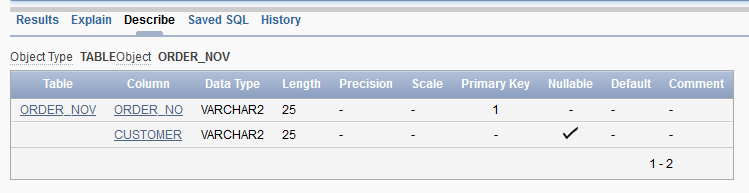 Results Explain Describe Saved SQL History
Object Type TABLEObject ORDER_NOV
Table Column Data Type Length Precision Scale Primary Key Nullable Default Comment
ORDER_NOV ORDER_NO VARCHAR2 25 - - 1 - - -
CUSTOMER VARCHAR2 25 - - - ✓ - -
1 - 2